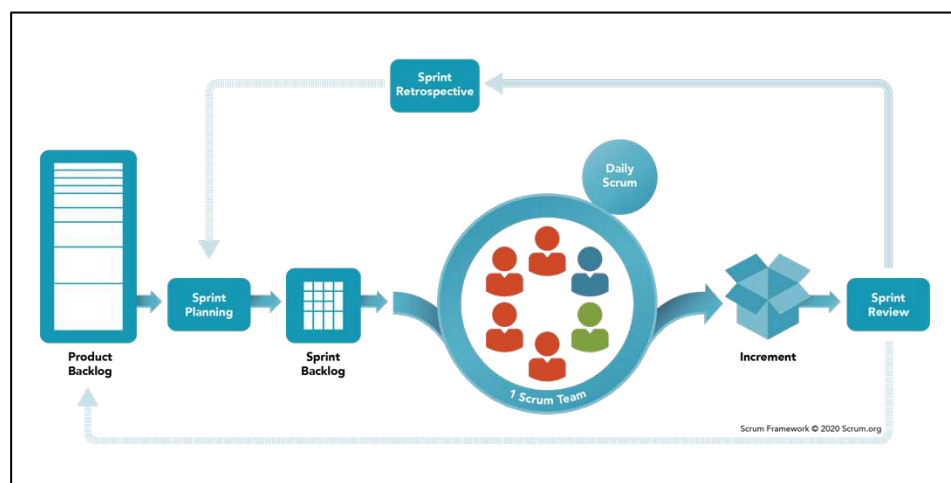 Sprint
Retrospective
Daily
Scrum
Sprint
Planning
Sprint
Review
Product
Backlog
Sprint
Backlog
Increment
1 Scrum Team
Scrum Framework © 2020 Scrum.org